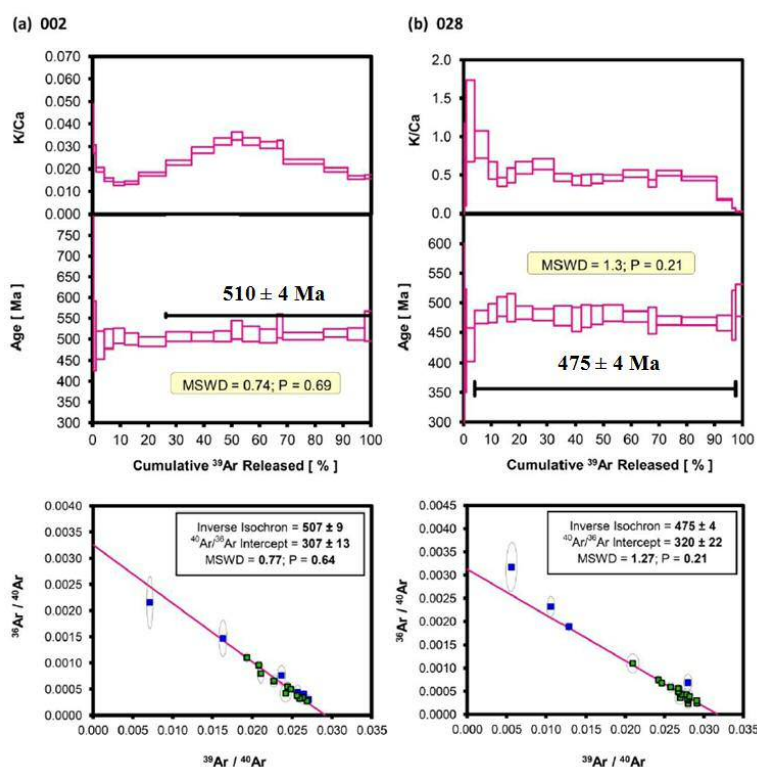 (a) 002
0.070
0.060
0.050
0.040
0.030
0.020
0.010
0.000
K/Ca
750
700
650
600
550
500
450
400
350
300
Age [ Ma]
510 ± 4 Ma
MSWD = 0.74; P = 0.69
0 10 20 30 40 50 60 70 80 90 100
Cumulative ³⁹Ar Released [ % ]
(b) 028
2.0
1.5
1.0
0.5
0.0
K/Ca
600
550
500
450
400
350
300
Age [ Ma ]
MSWD = 1.3; P = 0.21
475 ± 4 Ma
0 10 20 30 40 50 60 70 80 90 100
Cumulative ³⁹Ar Released [ % ]
0.0040
0.0035
0.0030
0.0025
0.0020
0.0015
0.0010
0.0005
0.0000
³⁶Ar / ⁴⁰Ar
Inverse Isochron = 507 ± 9
⁴⁰Ar/³⁶Ar Intercept = 307 ± 13
MSWD = 0.77; P = 0.64
0.000 0.005 0.010 0.015 0.020 0.025 0.030 0.035
³⁹Ar / ⁴⁰Ar
0.0045
0.0040
0.0035
0.0030
0.0025
0.0020
0.0015
0.0010
0.0005
0.0000
³⁶Ar / ⁴⁰Ar
Inverse Isochron = 475 ± 4
⁴⁰Ar/³⁶Ar Intercept = 320 ± 22
MSWD = 1.27; P = 0.21
0.000 0.005 0.010 0.015 0.020 0.025 0.030 0.035
³⁹Ar / ⁴⁰Ar